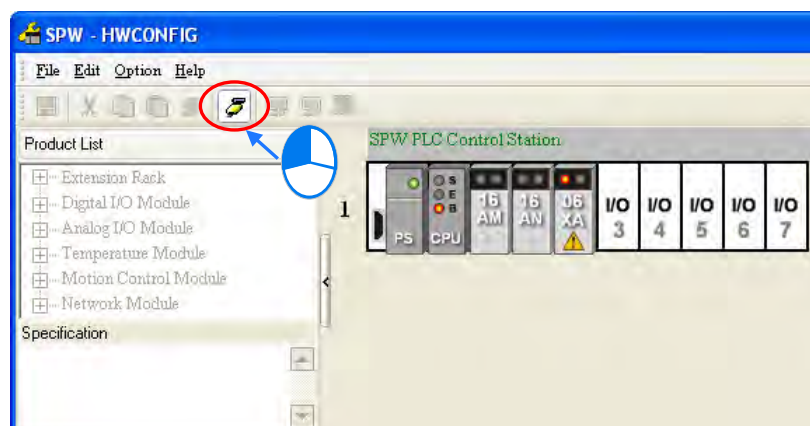 SPW - HWCONFIG
File Edit Option Help
Product List
Extension Rack
Digital I/O Module
Analog I/O Module
Temperature Module
Motion Control Module
Network Module
Specification
SPW PLC Control Station
1
PS
S
E
B
CPU
16
AM
16
AN
06
XA
I/O
3
I/O
4
I/O
5
I/O
6
I/O
7